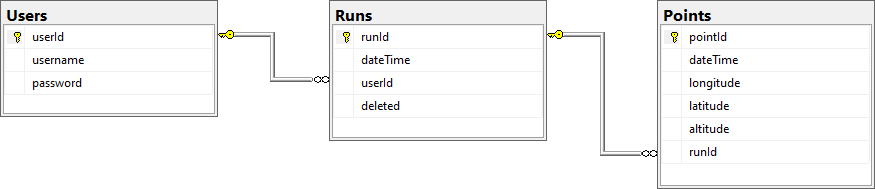 Users
userId
username
password
Runs
runId
dateTime
userId
deleted
Points
pointId
dateTime
longitude
latitude
altitude
runId